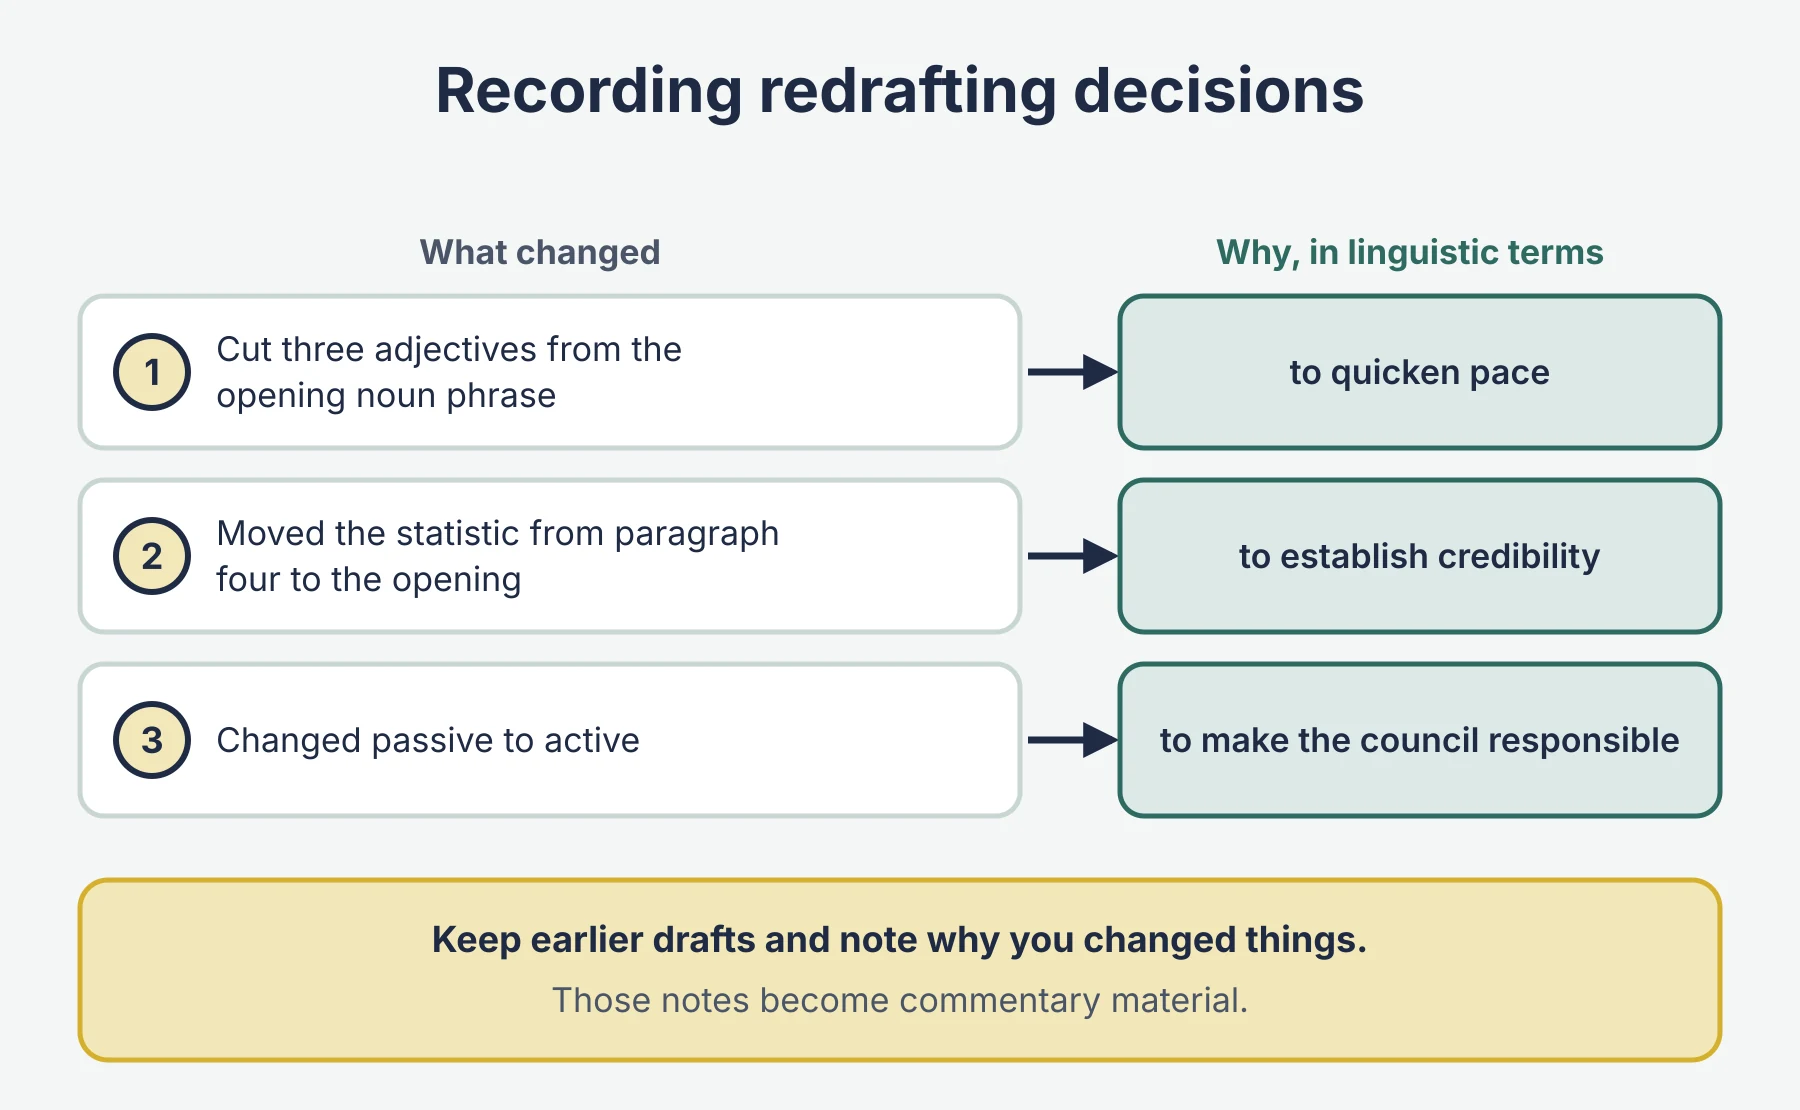 Recording redrafting decisions
What changed
Why, in linguistic terms
1
Cut three adjectives from the
opening noun phrase
to quicken pace
2
Moved the statistic from paragraph
four to the opening
to establish credibility
3
Changed passive to active
to make the council responsible
Keep earlier drafts and note why you changed things.
Those notes become commentary material.